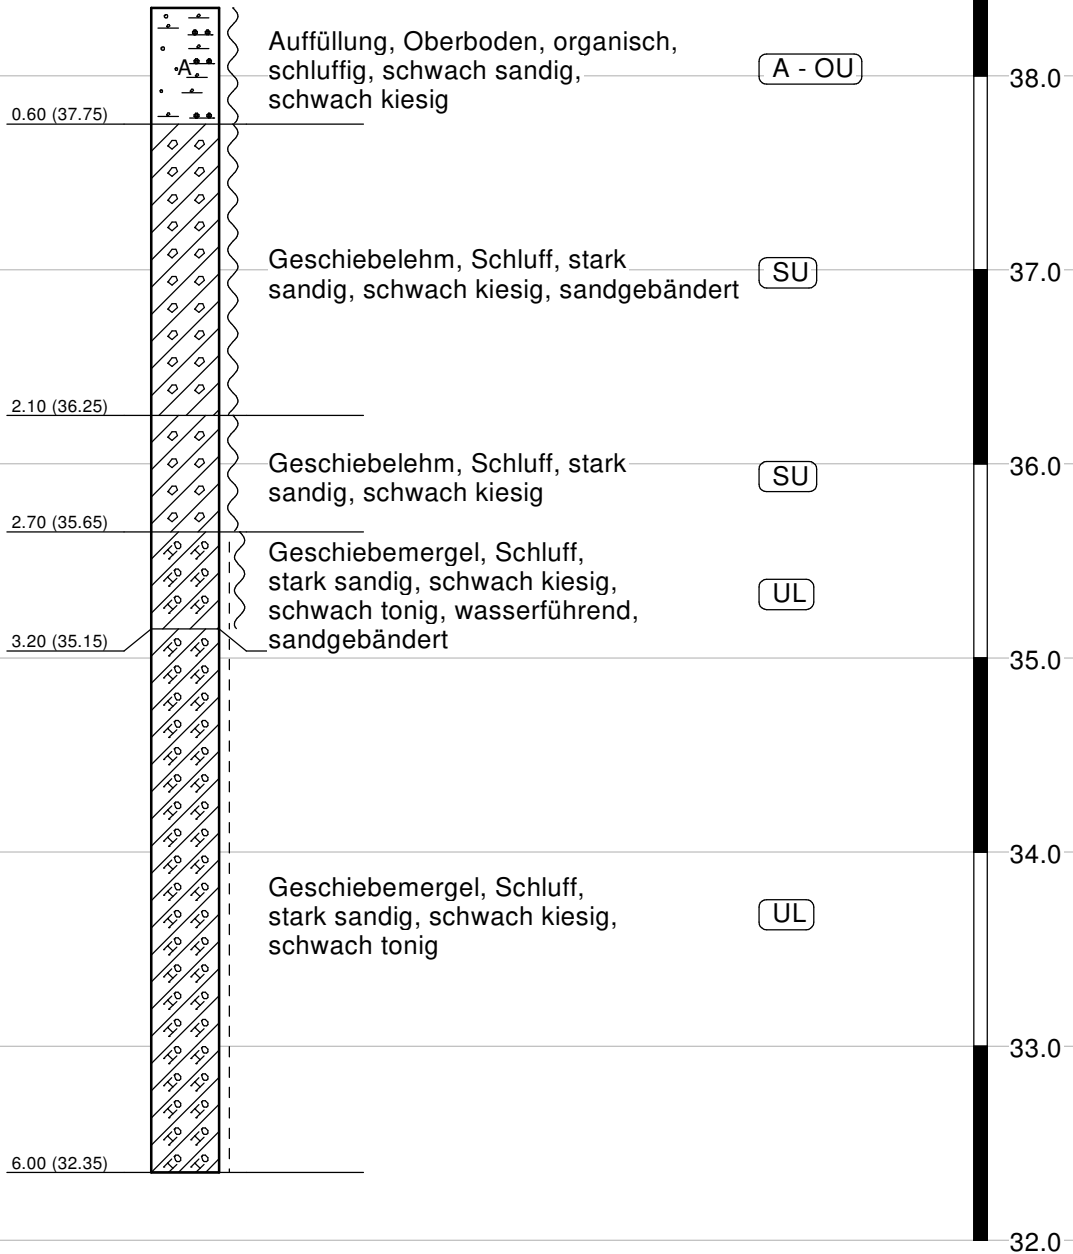 Auffüllung, Oberboden, organisch,
schluffig, schwach sandig,
schwach kiesig
A - OU
A
38.0
0.60 (37.75)
Geschiebelehm, Schluff, stark
sandig, schwach kiesig, sandgebändert
SU
37.0
2.10 (36.25)
Geschiebelehm, Schluff, stark
sandig, schwach kiesig
SU
36.0
2.70 (35.65)
Geschiebemergel, Schluff,
stark sandig, schwach kiesig,
schwach tonig, wasserführend,
sandgebändert
UL
3.20 (35.15)
35.0
34.0
Geschiebemergel, Schluff,
stark sandig, schwach kiesig,
schwach tonig
UL
33.0
6.00 (32.35)
32.0